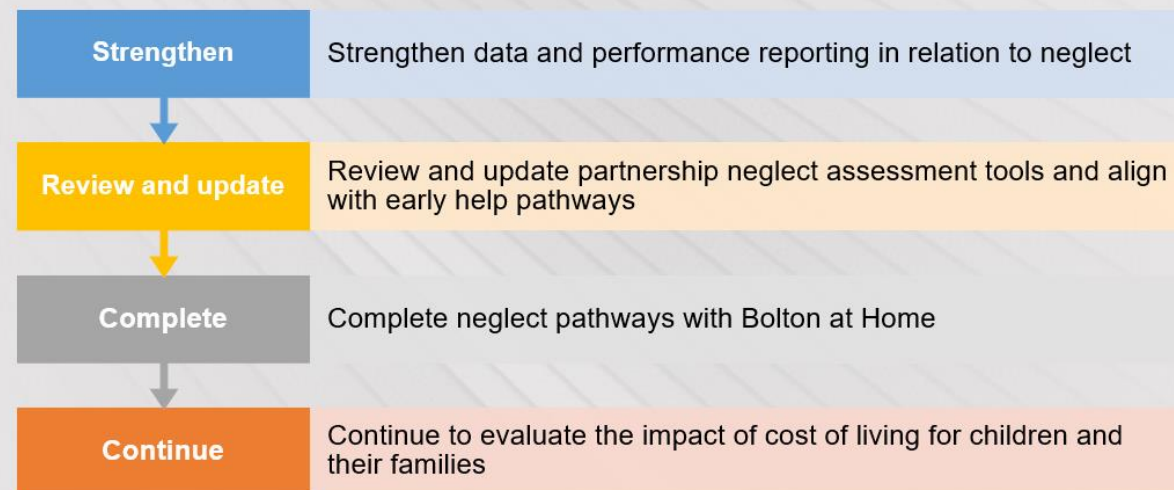 Strengthen
Strengthen data and performance reporting in relation to neglect
Review and update
Review and update partnership neglect assessment tools and align
with early help pathways
Complete
Complete neglect pathways with Bolton at Home
Continue
Continue to evaluate the impact of cost of living for children and
their families